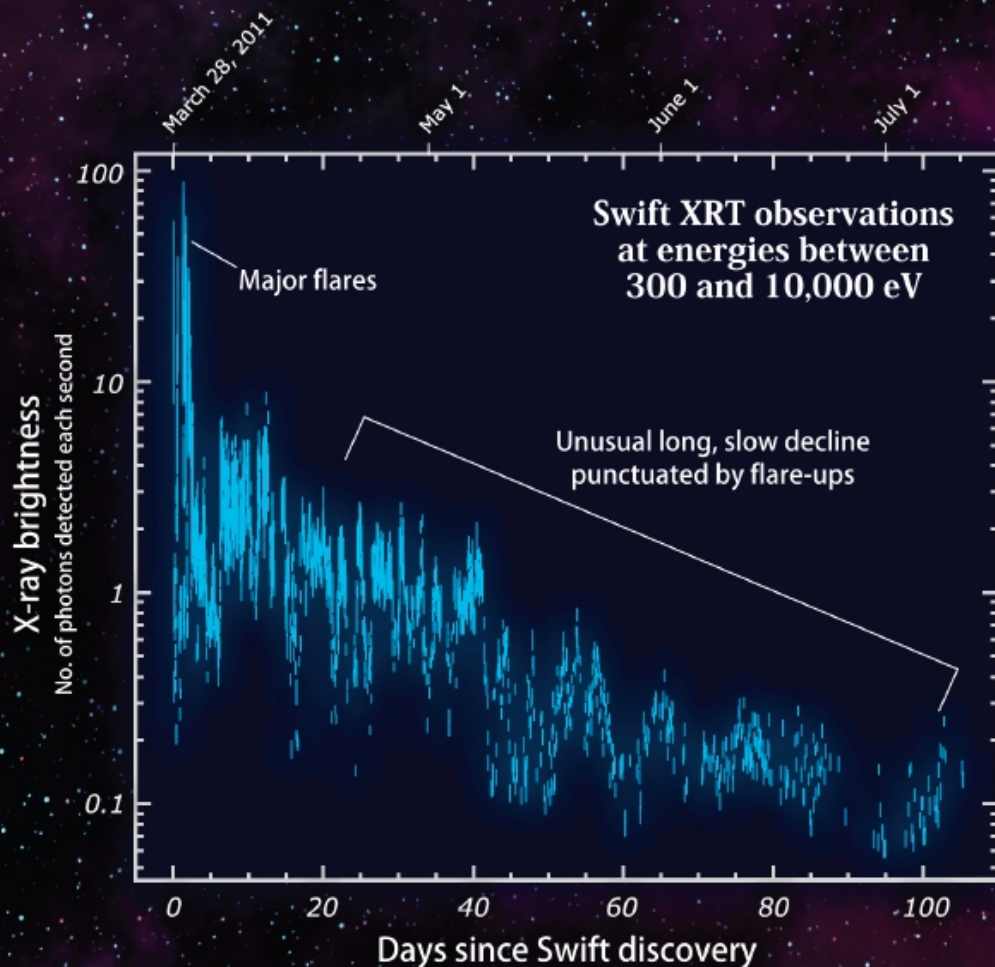 March 28, 2011
May 1
June 1
July 1
100
10
1
0.1
X-ray brightness
No. of photons detected each second
Swift XRT observations
at energies between
300 and 10,000 eV
Major flares
Unusual long, slow decline
punctuated by flare-ups
0
20
40
60
80
100
Days since Swift discovery